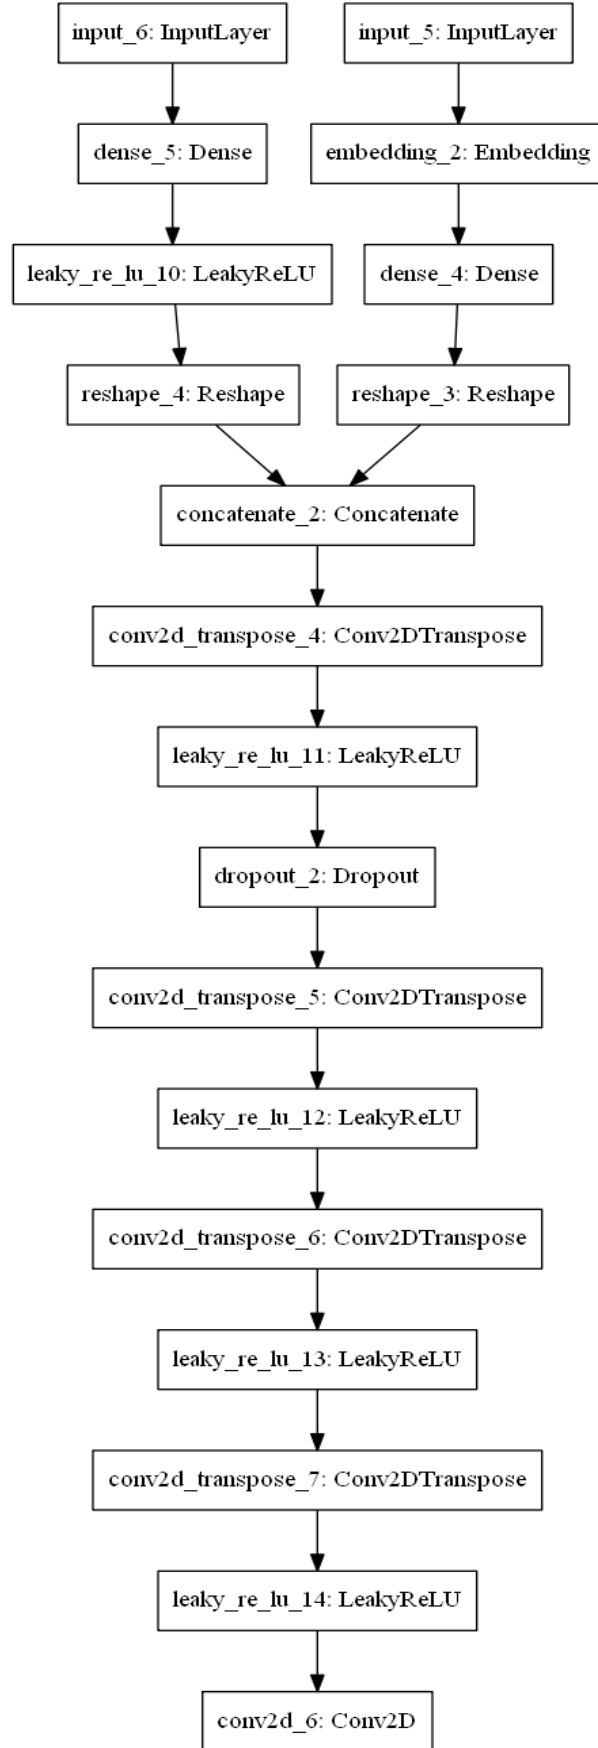 input_6: InputLayer
input_5: InputLayer
dense_5: Dense
embedding_2: Embedding
leaky_re_lu_10: LeakyReLU
dense_4: Dense
reshape_4: Reshape
reshape_3: Reshape
concatenate_2: Concatenate
conv2d_transpose_4: Conv2DTranspose
leaky_re_lu_11: LeakyReLU
dropout_2: Dropout
conv2d_transpose_5: Conv2DTranspose
leaky_re_lu_12: LeakyReLU
conv2d_transpose_6: Conv2DTranspose
leaky_re_lu_13: LeakyReLU
conv2d_transpose_7: Conv2DTranspose
leaky_re_lu_14: LeakyReLU
conv2d_6: Conv2D